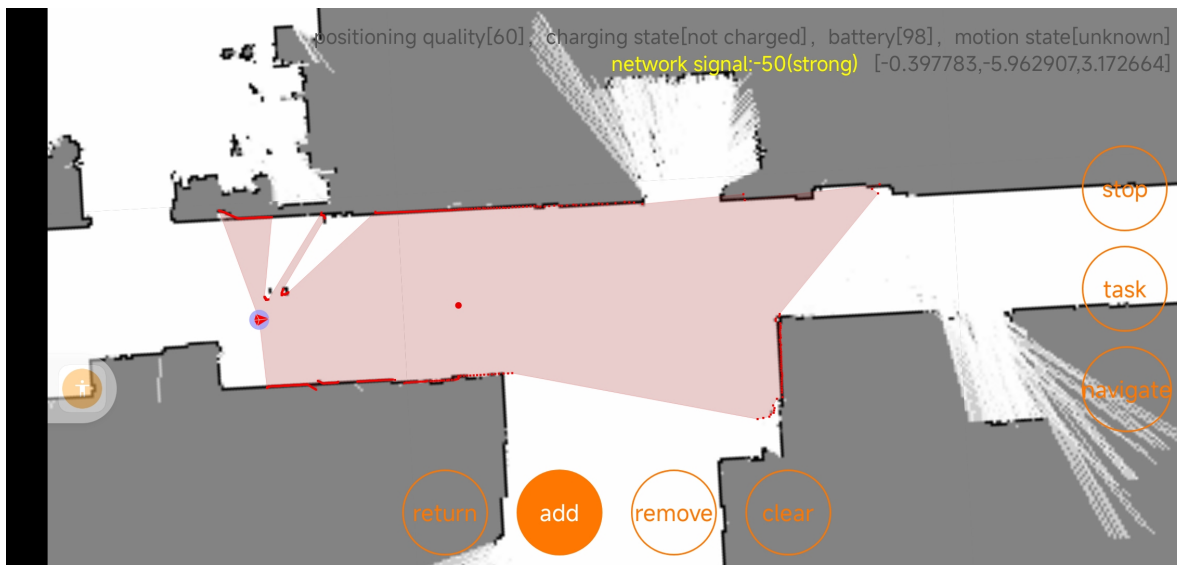 positioning quality[60], charging state[not charged], battery[98], motion state[unknown]
network signal:-50(strong) [-0.397783,-5.962907,3.172664]
stop
task
navigate
return add remove clear